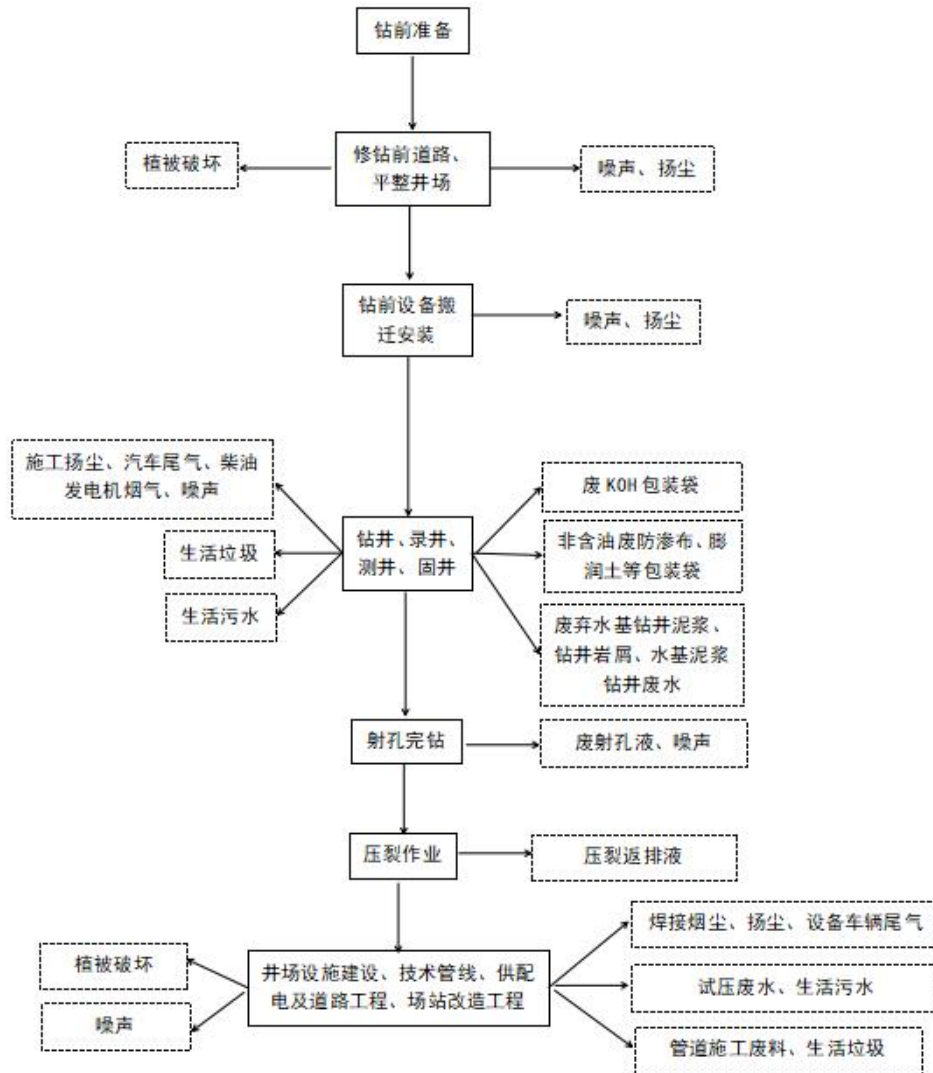 钻前准备
植被破坏
修钻前道路、
平整井场
噪声、扬尘
钻前设备搬
迁安装
噪声、扬尘
施工扬尘、汽车尾气、柴油
发电机烟气、噪声
生活垃圾
生活污水
钻井、录井、
测井、固井
废KOH包装袋
非含油废防渗布、膨
润土等包装袋
废弃水基钻井泥浆、
钻井岩屑、水基泥浆
钻井废水
射孔完钻
废射孔液、噪声
压裂作业
压裂返排液
植被破坏
噪声
井场设施建设、技术管线、供配
电及道路工程、场站改造工程
焊接烟尘、扬尘、设备车辆尾气
试压废水、生活污水
管道施工废料、生活垃圾